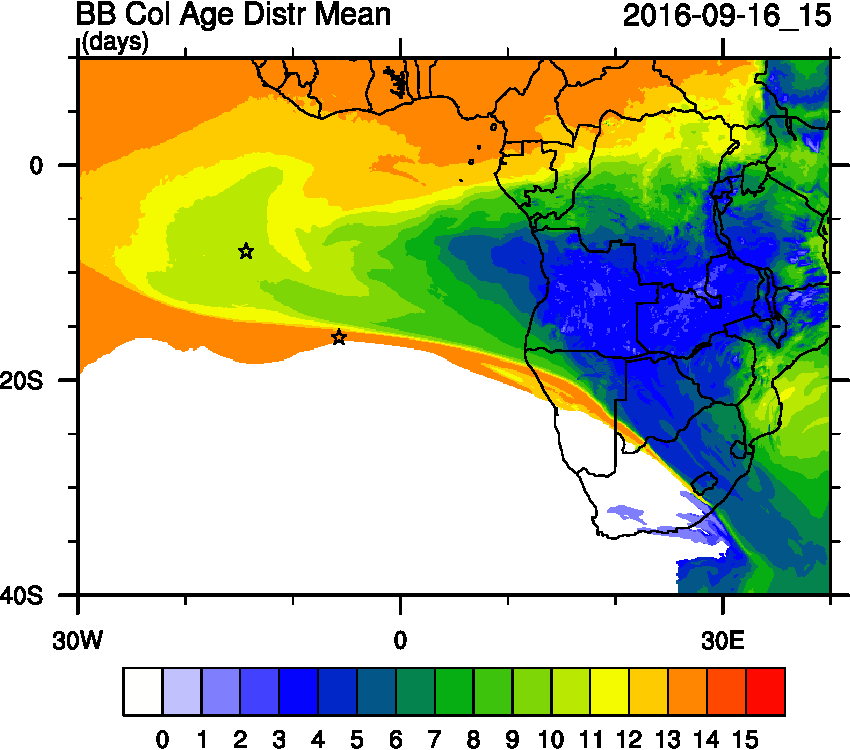 BB Col Age Distr Mean 2016-09-16_15
(days)
0
20S
40S
30W 0 30E
0 1 2 3 4 5 6 7 8 9 10 11 12 13 14 15